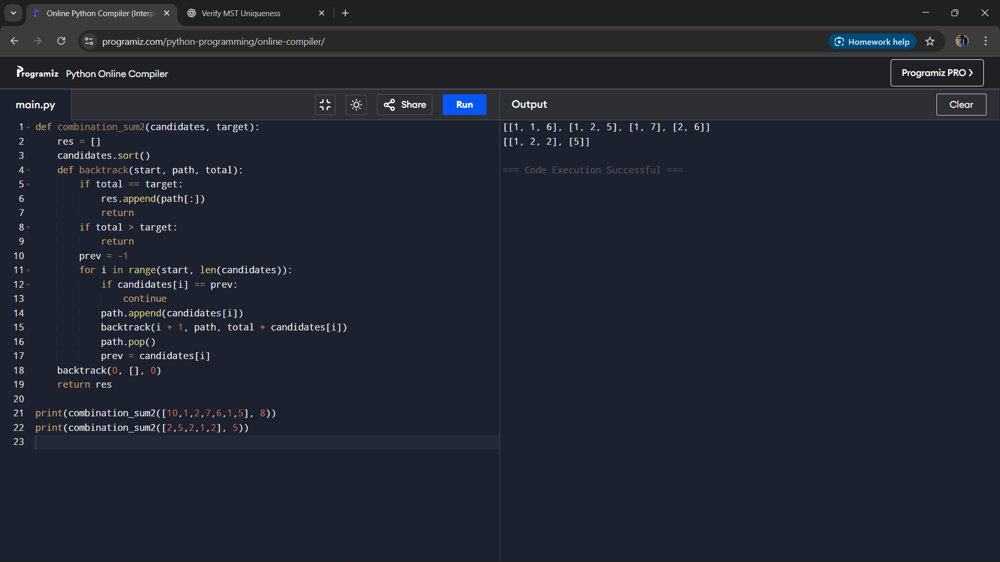 Online Python Compiler (Interp
Verify MST Uniqueness
programiz.com/python-programming/online-compiler/
Homework help
Programiz Python Online Compiler
Programiz PRO
main.py
Share
Run
Output
Clear
1 def combination_sum2(candidates, target):
2     res = []
3     candidates.sort()
4     def backtrack(start, path, total):
5         if total == target:
6             res.append(path[:])
7             return
8         if total > target:
9             return
10         prev = -1
11         for i in range(start, len(candidates)):
12             if candidates[i] == prev:
13                 continue
14             path.append(candidates[i])
15             backtrack(i + 1, path, total + candidates[i])
16             path.pop()
17             prev = candidates[i]
18     backtrack(0, [], 0)
19     return res
20
21 print(combination_sum2([10,1,2,7,6,1,5], 8))
22 print(combination_sum2([2,5,2,1,2], 5))
23
[[1, 1, 6], [1, 2, 5], [1, 7], [2, 6]]
[[1, 2, 2], [5]]
=== Code Execution Successful ===